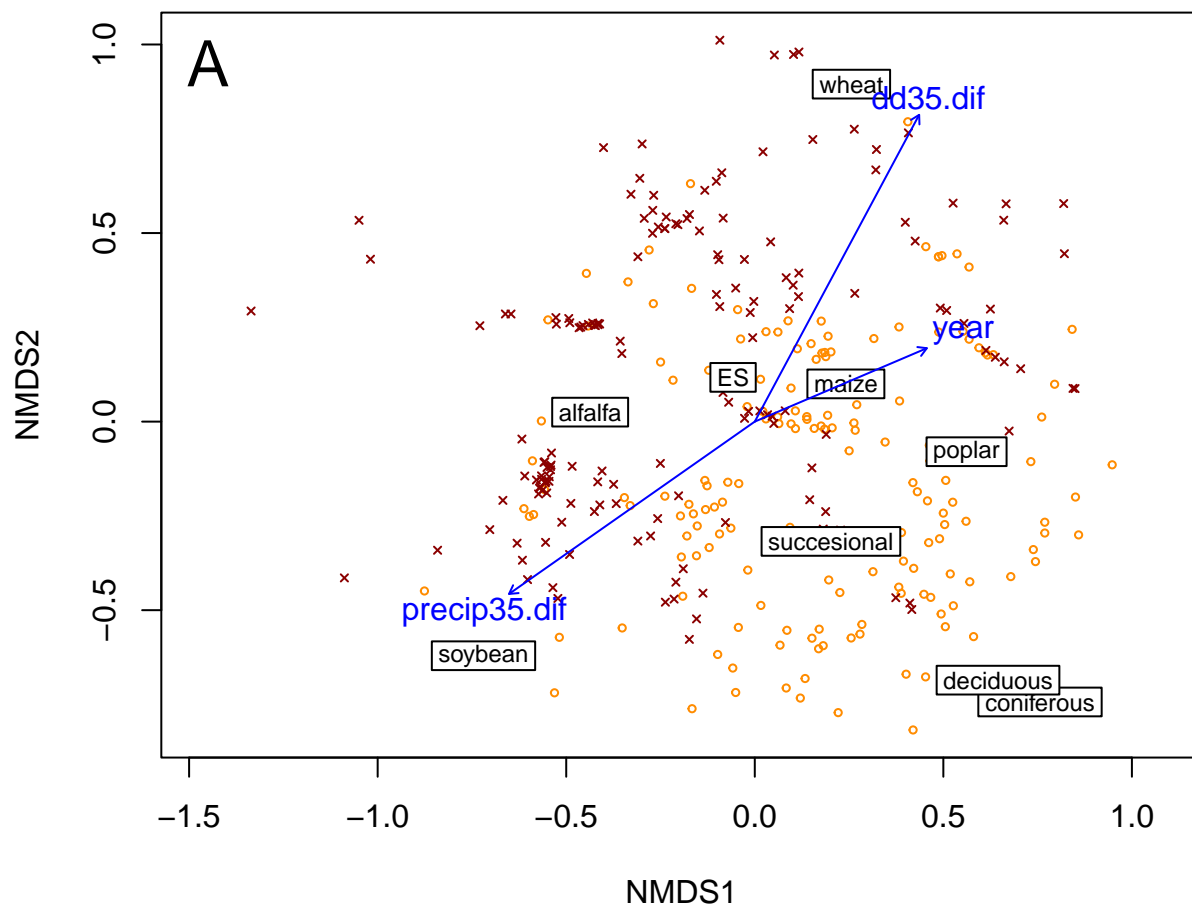 A
1.0
0.5
0.0
−0.5
NMDS2
wheat
dd35.dif
year
ES
maize
alfalfa
poplar
succesional
precip35.dif
soybean
deciduous
coniferous
−1.5 −1.0 −0.5 0.0 0.5 1.0
NMDS1